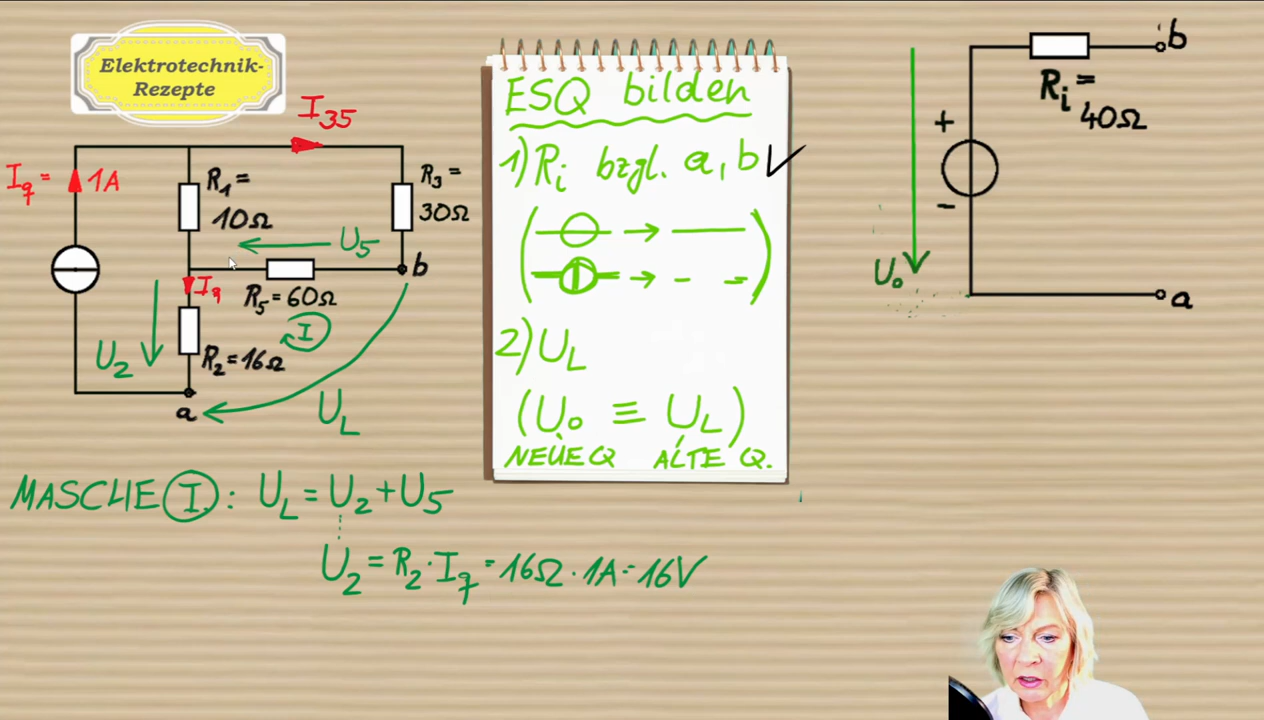 Elektrotechnik-
Rezepte
I35
Iq = 1A
R1 =
10Ω
R3 =
30Ω
U5
b
Iq
R5 = 60Ω
I
U2
R2 = 16Ω
a
UL
ESQ bilden
1) Ri bzgl. a, b ✓
( → )
→
2) UL
(U0 ≡ UL)
NEUE Q ALTE Q.
b
Ri =
40Ω
+
-
U0
a
MASCHE I : UL = U2 + U5
U2 = R2 · Iq = 16Ω · 1A = 16V